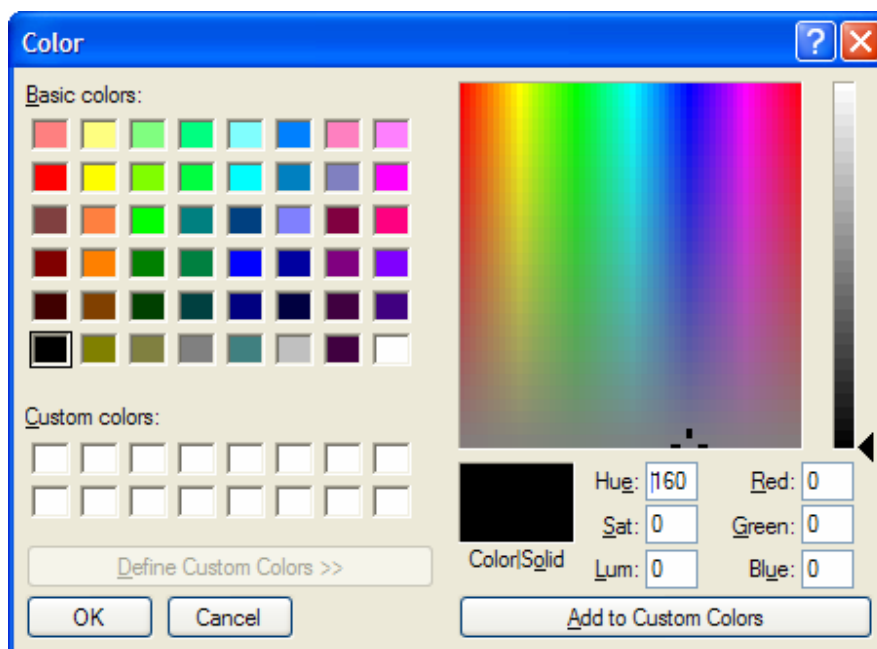 Color
Basic colors:
Custom colors:
Define Custom Colors >>
OK Cancel
Color|Solid
Hue: 160 Red: 0
Sat: 0 Green: 0
Lum: 0 Blue: 0
Add to Custom Colors